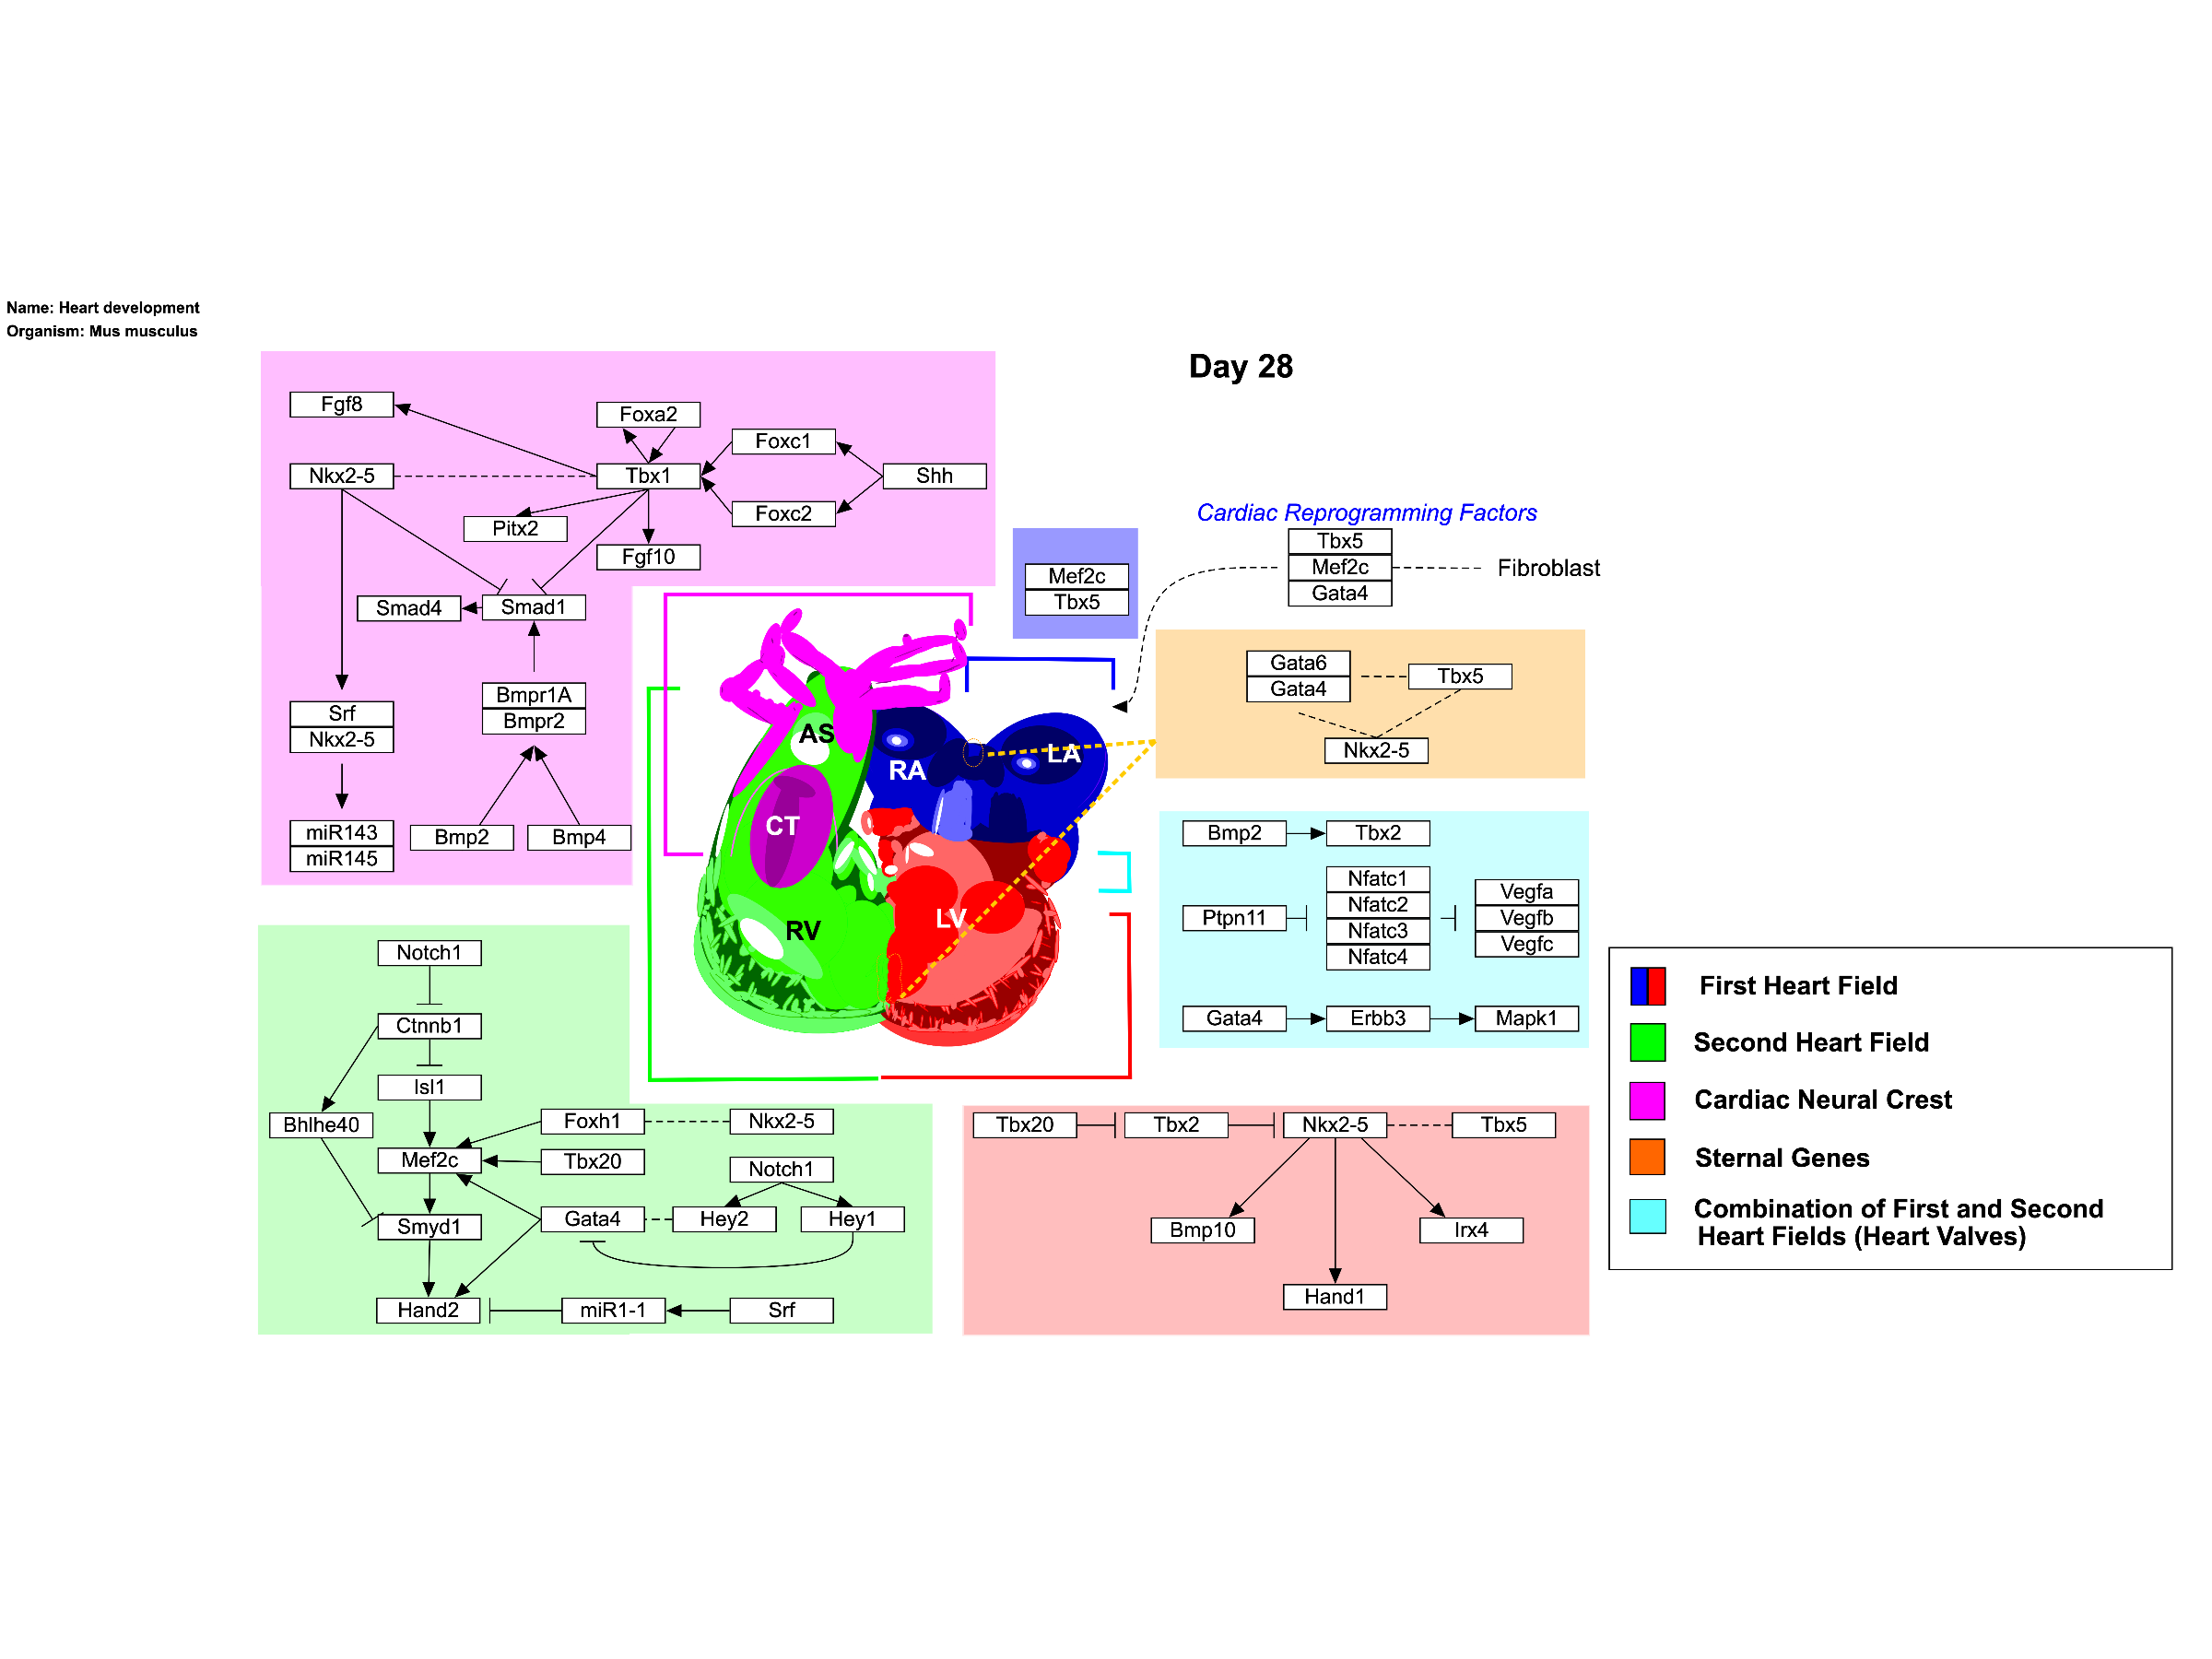 Name: Heart development
Organism: Mus musculus
Day 28
Fgf8
Foxa2
Foxc1
Nkx2-5
Tbx1
Shh
Pitx2
Foxc2
Fgf10
Smad4
Smad1
Bmpr1A
Bmpr2
Srf
Nkx2-5
miR143
miR145
Bmp2
Bmp4
Mef2c
Tbx5
Cardiac Reprogramming Factors
Tbx5
Mef2c
Gata4
Fibroblast
Gata6
Gata4
Tbx5
Nkx2-5
AS
RA
LA
CT
RV
LV
Bmp2
Tbx2
Nfatc1
Nfatc2
Nfatc3
Nfatc4
Ptpn11
Vegfa
Vegfb
Vegfc
Gata4
Erbb3
Mapk1
Notch1
Ctnnb1
Isl1
Bhlhe40
Foxh1
Nkx2-5
Mef2c
Tbx20
Notch1
Smyd1
Gata4
Hey2
Hey1
Hand2
miR1-1
Srf
Tbx20
Tbx2
Nkx2-5
Tbx5
Bmp10
Irx4
Hand1
First Heart Field
Second Heart Field
Cardiac Neural Crest
Sternal Genes
Combination of First and Second
Heart Fields (Heart Valves)